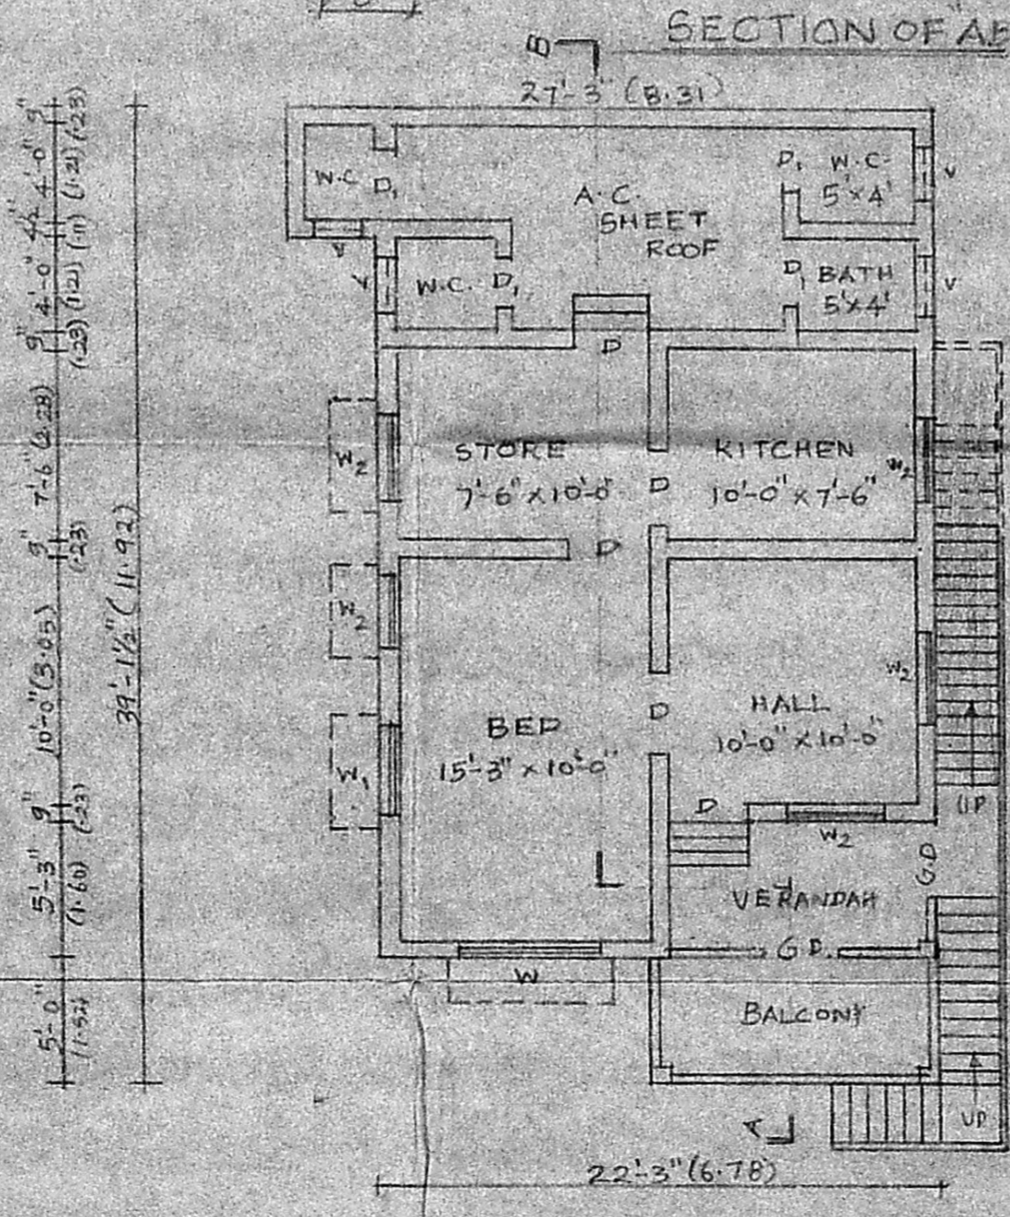 SECTION OF AB
B
27'-3" (8.31)
W.C
D1
A.C.
SHEET
ROOF
D1
W.C.
5'x4'
V
V
V
W.C.
D1
D1
BATH
5'x4'
V
D
W2
STORE
7'-6" x 10'-0"
D
KITCHEN
10'-0" x 7'-6"
W2
D
W2
W2
BED
15'-3" x 10'-0"
D
HALL
10'-0" x 10'-0"
W1
D
W2
UP
G.D
VERANDAH
G.D.
W
BALCONY
A
UP
22'-3" (6.78)
9" (.23)
4'-0" (1.21)
4½" (.11)
4'-0" (1.22)
9" (.23)
7'-6" (2.28)
9" (.23)
10'-0" (3.05)
9" (.23)
5'-3" (1.60)
5'-0" (1.52)
39'-1½" (11.92)